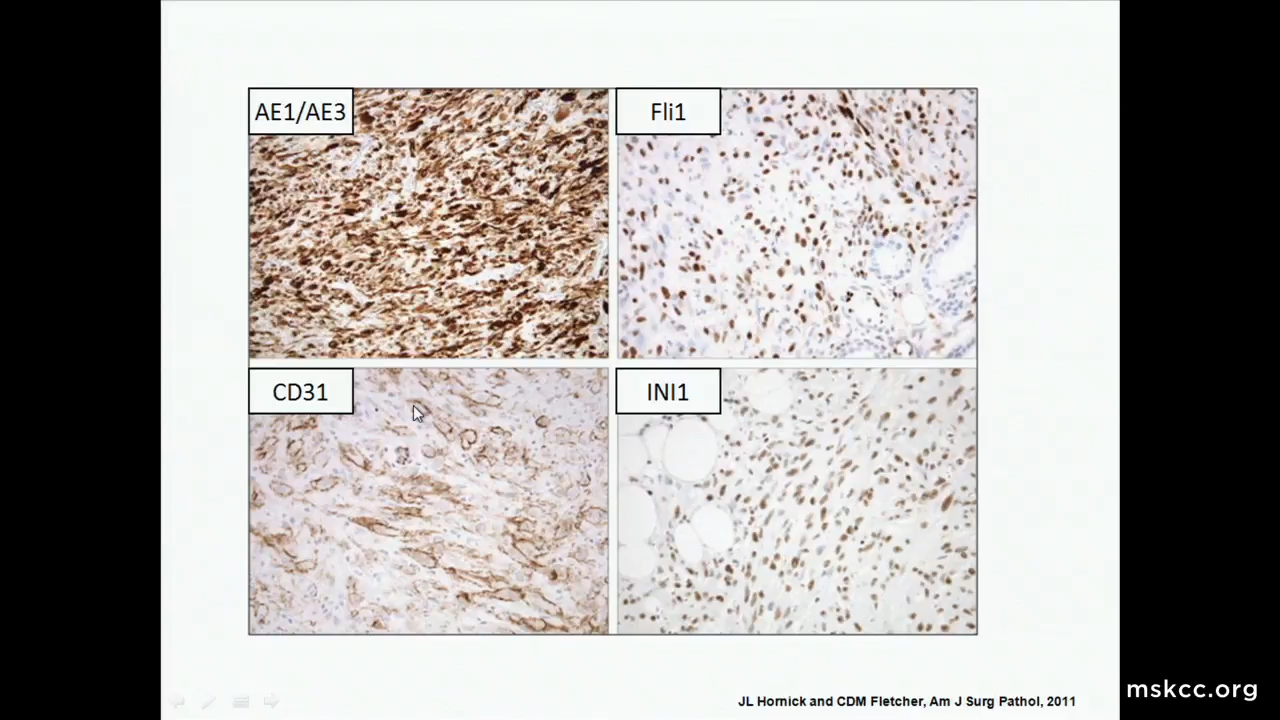 AE1/AE3
Fli1
CD31
INI1
JL Hornick and CDM Fletcher, Am J Surg Pathol, 2011
mskcc.org